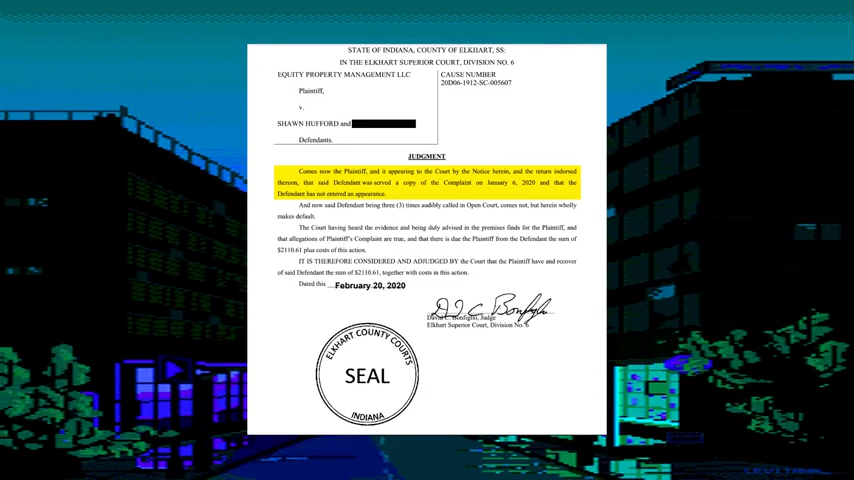 STATE OF INDIANA, COUNTY OF ELKHART, SS:
IN THE ELKHART SUPERIOR COURT, DIVISION NO. 6
EQUITY PROPERTY MANAGEMENT LLC
Plaintiff,
v.
SHAWN HUFFORD and
Defendants.
CAUSE NUMBER
20D06-1912-SC-005607
JUDGMENT
Comes now the Plaintiff, and it appearing to the Court by the Notice herein, and the return indorsed
thereon, that said Defendant was served a copy of the Complaint on January 6, 2020 and that the
Defendant has not entered an appearance.
And now said Defendant being three (3) times audibly called in Open Court, comes not, but herein wholly
makes default.
The Court having heard the evidence and being duly advised in the premises finds for the Plaintiff, and
that allegations of Plaintiff's Complaint are true, and that there is due the Plaintiff from the Defendant the sum of
$2110.61 plus costs of this action.
IT IS THEREFORE CONSIDERED AND ADJUDGED BY the Court that the Plaintiff have and recover
of said Defendant the sum of $2110.61, together with costs in this action.
Dated this February 20, 2020
David C. Bonfiglio, Judge
Elkhart Superior Court, Division No. 6
ELKHART COUNTY COURTS
SEAL
INDIANA
LEVITATE